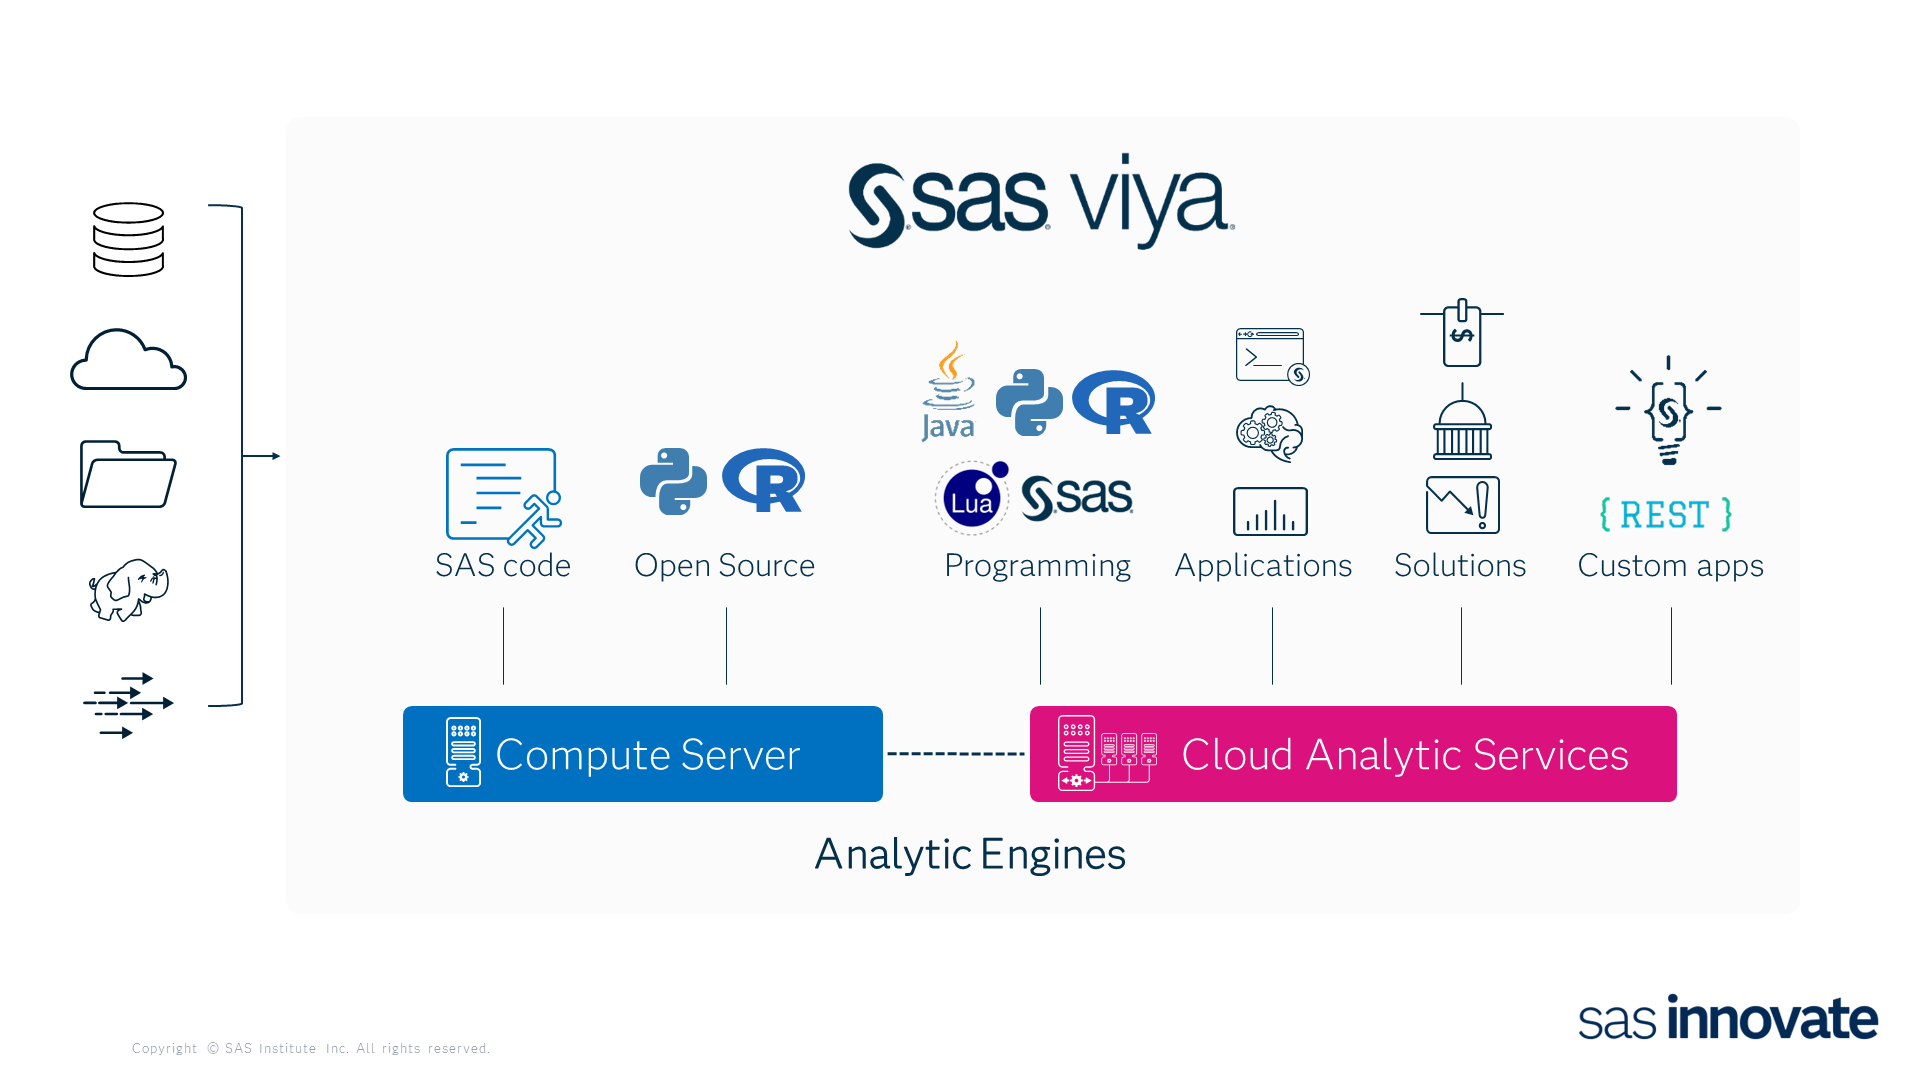 sas viya
Java
Lua
sas
{ REST }
SAS code
Open Source
Programming
Applications
Solutions
Custom apps
Compute Server
Cloud Analytic Services
Analytic Engines
sas innovate
Copyright © SAS Institute Inc. All rights reserved.